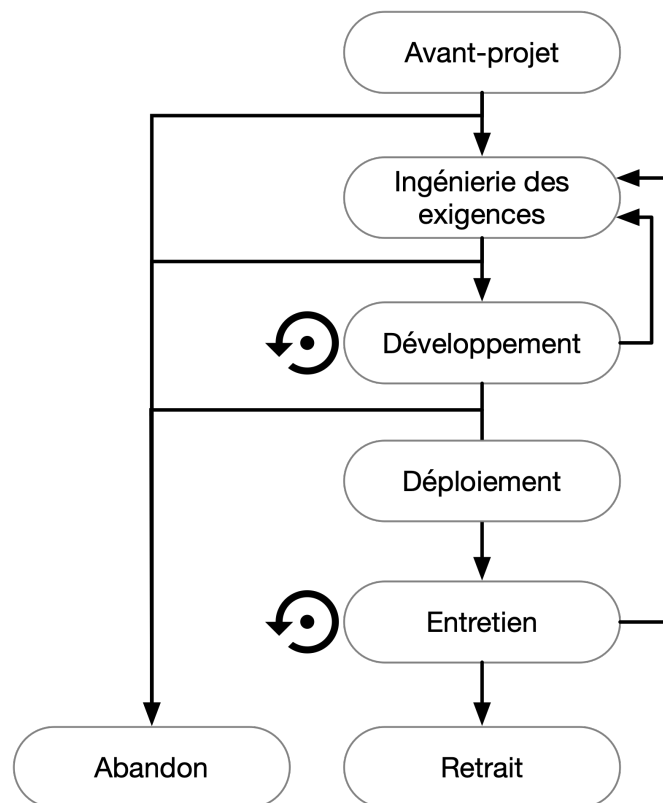 Avant-projet
Ingénierie des
exigences
Développement
Déploiement
Entretien
Abandon
Retrait